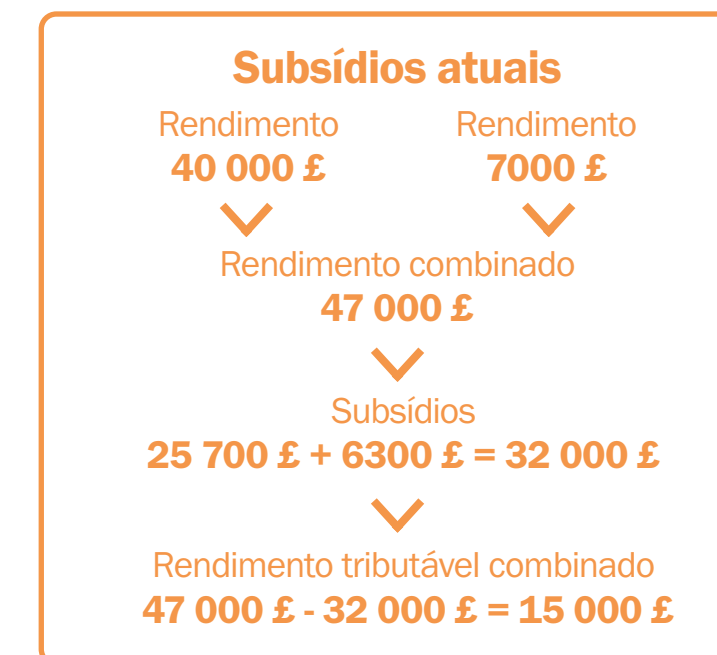 Subsídios atuais
Rendimento Rendimento
40 000 £ 7000 £
Rendimento combinado
47 000 £
Subsídios
25 700 £ + 6300 £ = 32 000 £
Rendimento tributável combinado
47 000 £ - 32 000 £ = 15 000 £